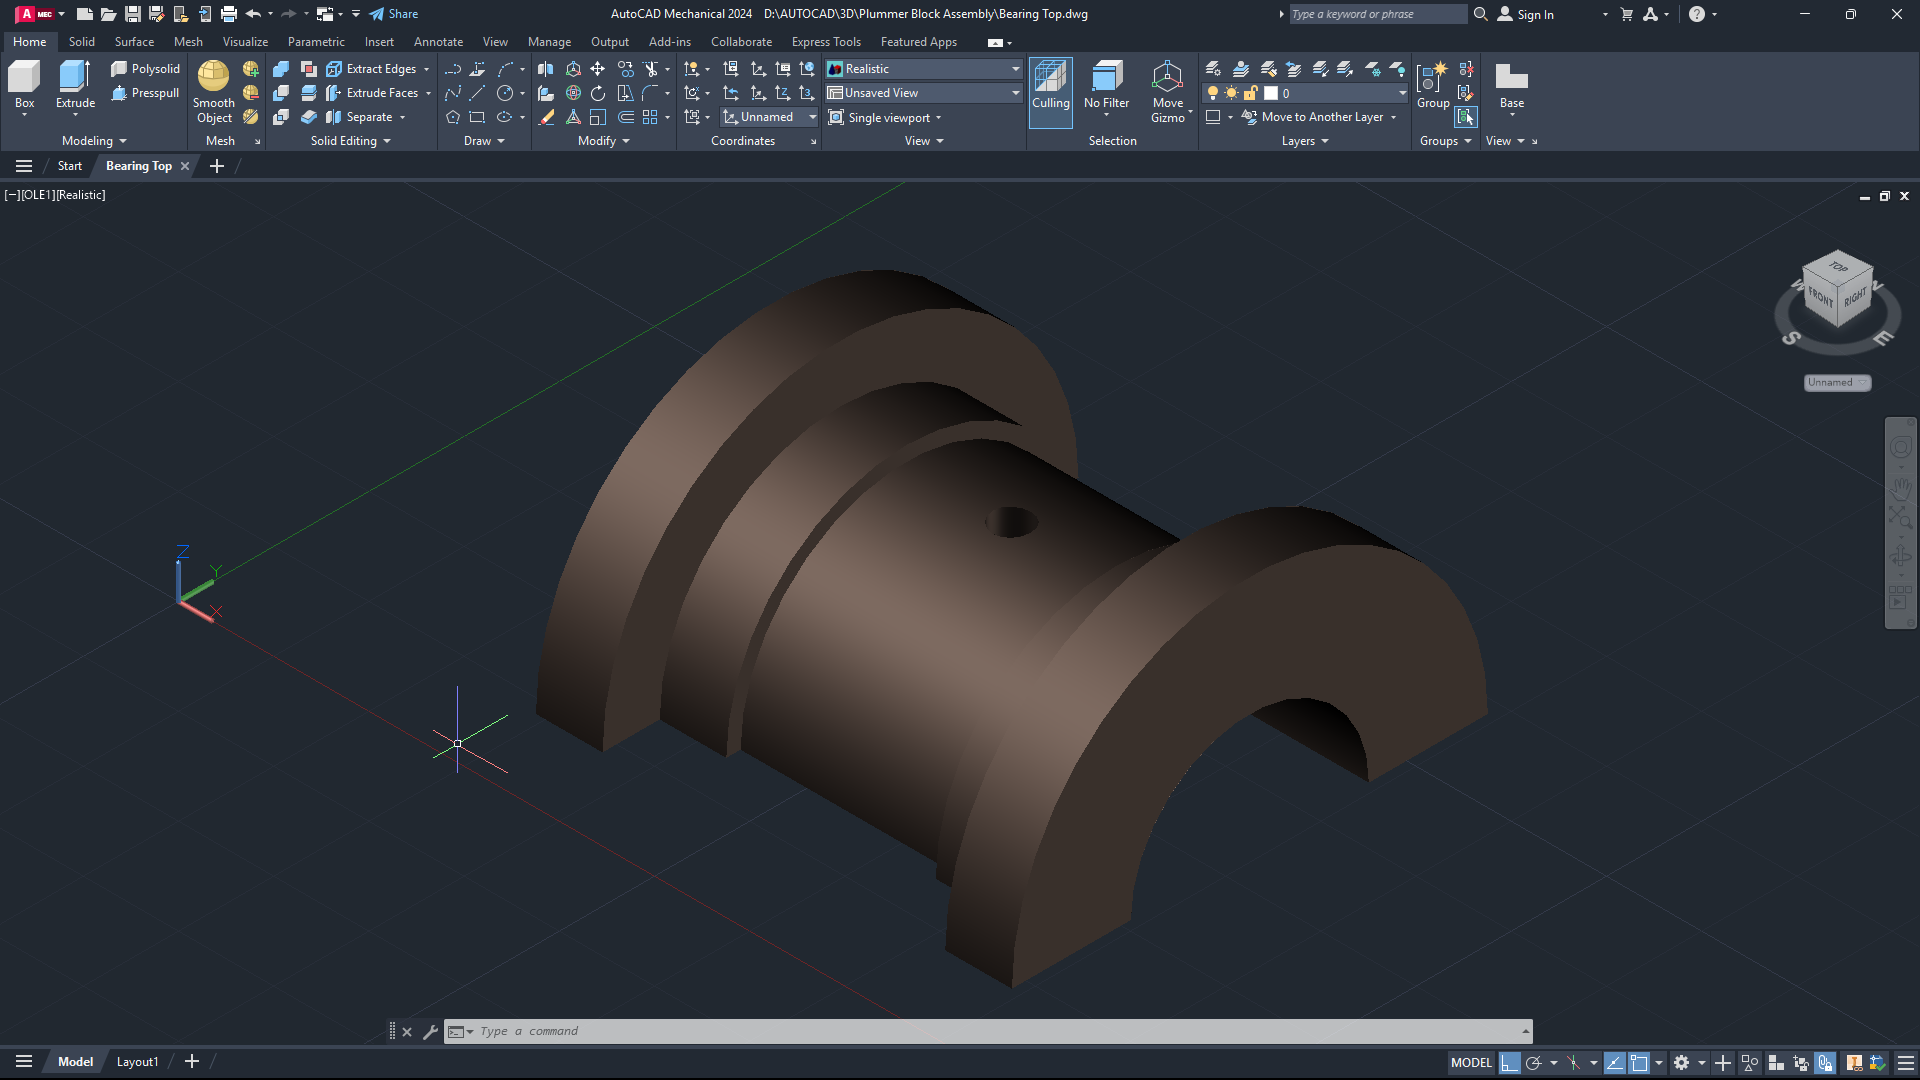 A MEC Share AutoCAD Mechanical 2024 D:\AUTOCAD\3D\Plummer Block Assembly\Bearing Top.dwg Type a keyword or phrase Sign In
Home Solid Surface Mesh Visualize Parametric Insert Annotate View Manage Output Add-ins Collaborate Express Tools Featured Apps
Polysolid Extract Edges Realistic
Box Extrude Presspull Smooth Object Extrude Faces Unsaved View Culling No Filter Move Gizmo 0 Group Base
Separate Unnamed Single viewport Move to Another Layer
Modeling Mesh Solid Editing Draw Modify Coordinates View Selection Layers Groups View
Start Bearing Top
[−][OLE1][Realistic]
TOP
FRONT RIGHT
W N
S E
Unnamed
Z
Y
X
Type a command
Model Layout1 MODEL